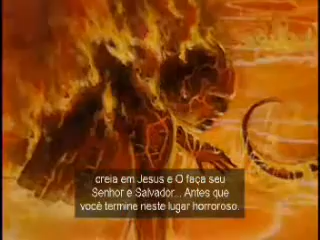 creia em Jesus e O faça seu
Senhor e Salvador... Antes que
você termine neste lugar horroroso.